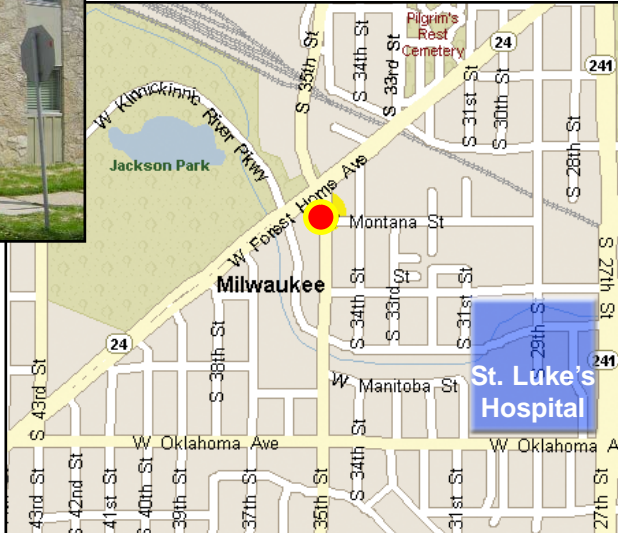 Pilgrim's
Rest
Cemetery
24
241
S 35th St
S 34th St
S 33rd St
S 31st St
S 30th St
S 28th St
W Kinnickinnic River Pkwy
Jackson Park
W Forest Home Ave
Montana St
S 27th St
Milwaukee
S 34th St
S 33rd St
S 31st St
S 29th St
24
S 38th St
241
W Manitoba St
St. Luke's
Hospital
S 43rd St
W Oklahoma Ave
W Oklahoma A
S 34th St
43rd St
S 42nd St
41st St
S 40th St
39th St
37th St
35th St
31st St
27th St